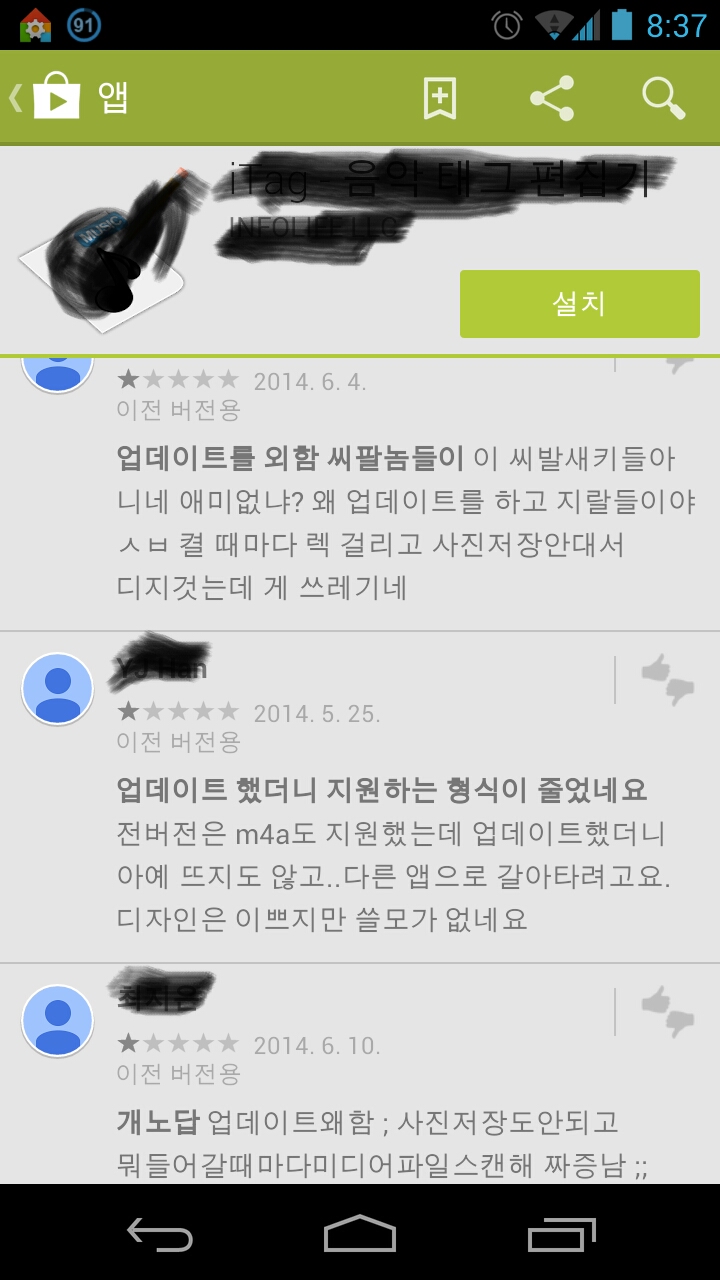 91
8:37
앱
iTag - 음악 태그 편집기
INFOLIFE LLC
MUSIC
설치
2014. 6. 4.
이전 버전용
업데이트를 외함 씨팔놈들이 이 씨발새키들아
니네 애미없냐? 왜 업데이트를 하고 지랄들이야
ㅅㅂ 켤 때마다 렉 걸리고 사진저장안대서
디지것는데 게 쓰레기네
2014. 5. 25.
이전 버전용
업데이트 했더니 지원하는 형식이 줄었네요
전버전은 m4a도 지원했는데 업데이트했더니
아예 뜨지도 않고..다른 앱으로 갈아타려고요.
디자인은 이쁘지만 쓸모가 없네요
2014. 6. 10.
이전 버전용
개노답 업데이트왜함 ; 사진저장도안되고
뭐들어갈때마다미디어파일스캔해 짜증남 ;;